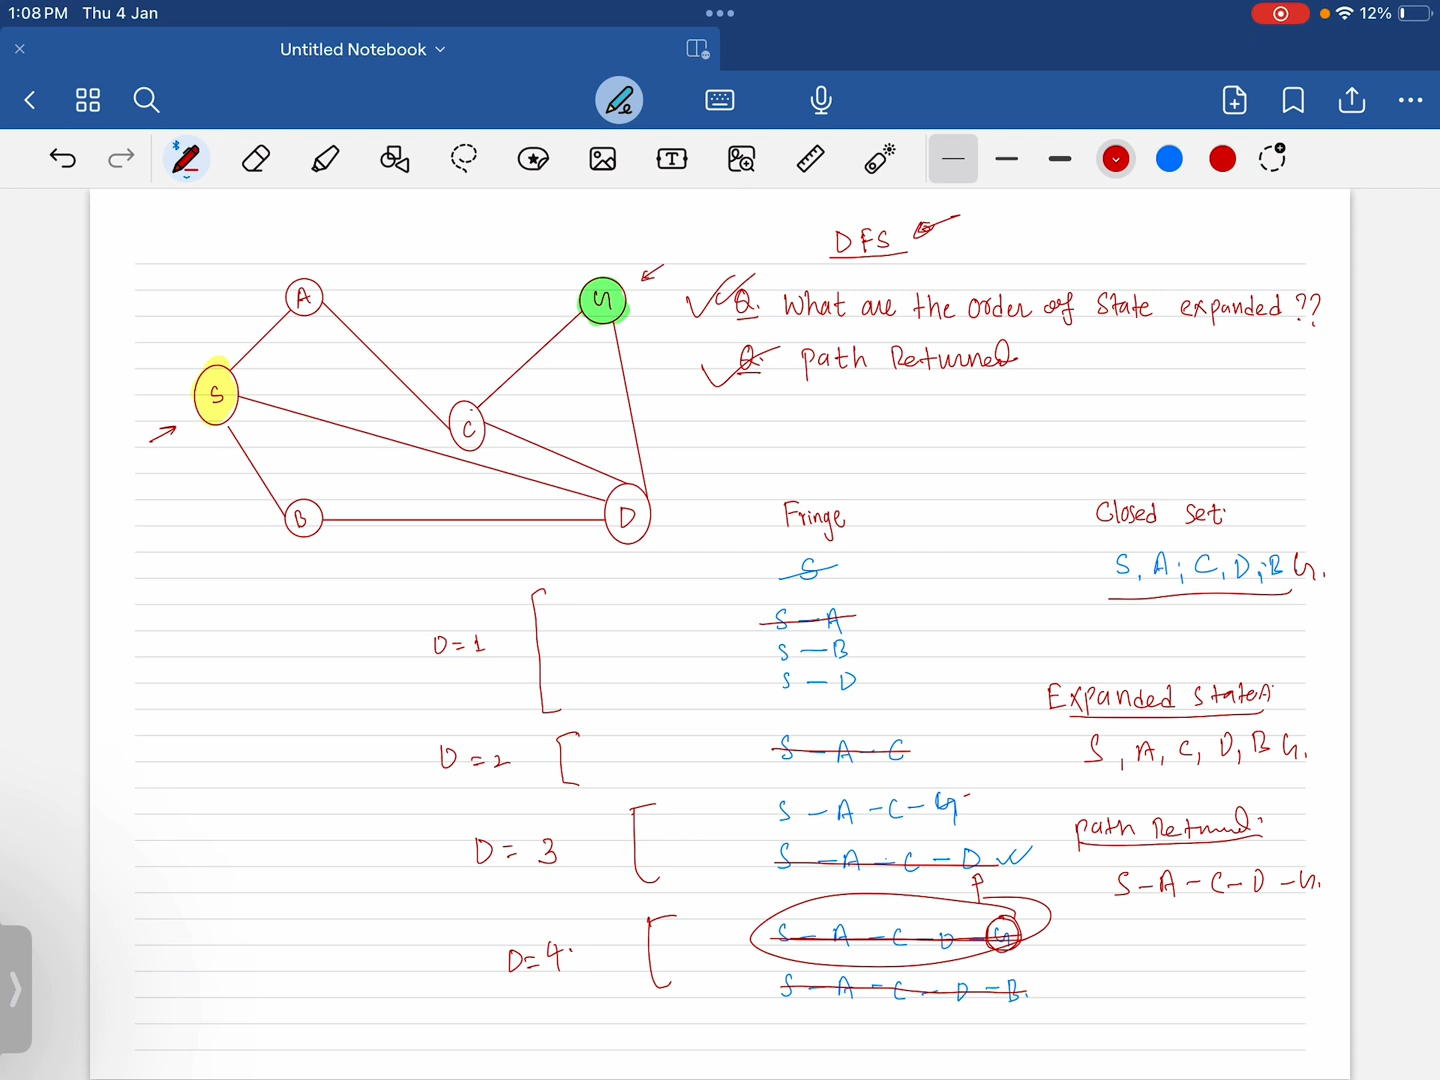 1:08 PM Thu 4 Jan
12%
Untitled Notebook
DFS
Q. What are the order of state expanded ??
Q. path Returned
A
G
S
C
B
D
Fringe
Closed set:
S
S, A, C, D, B G.
S — A
D = 1
S — B
S — D
Expanded states:
D = 2
S — A — C
S, A, C, D, B G.
S — A — C — G
path Returned:
D = 3
S — A — C — D
S — A — C — D — G.
P
S — A — C — D — G
D = 4.
S — A — C — D — B.